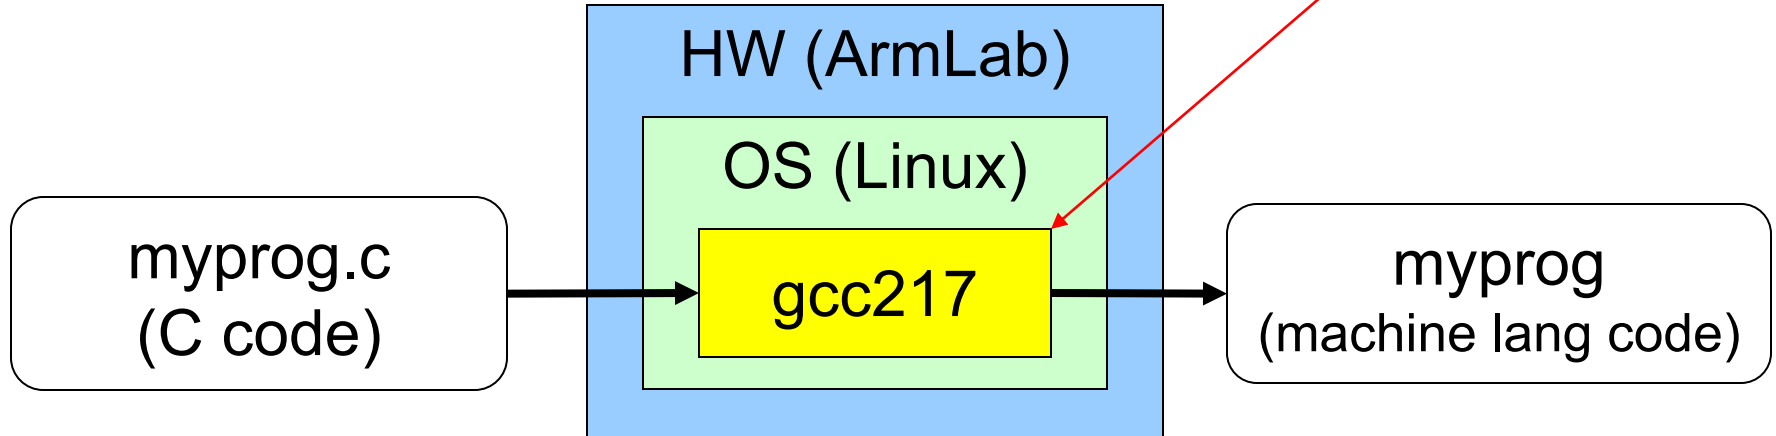 HW (ArmLab)
OS (Linux)
myprog.c
(C code)
gcc217
myprog
(machine lang code)